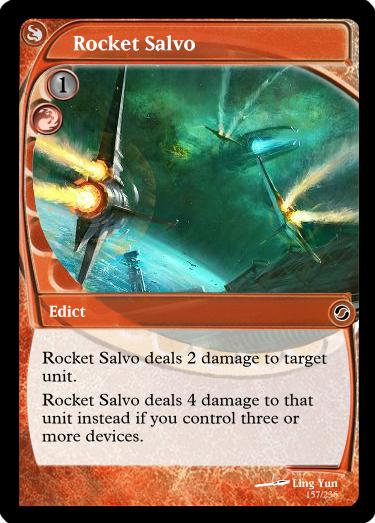 Rocket Salvo
1
Edict
Rocket Salvo deals 2 damage to target
unit.
Rocket Salvo deals 4 damage to that
unit instead if you control three or
more devices.
Ling Yun
157/236